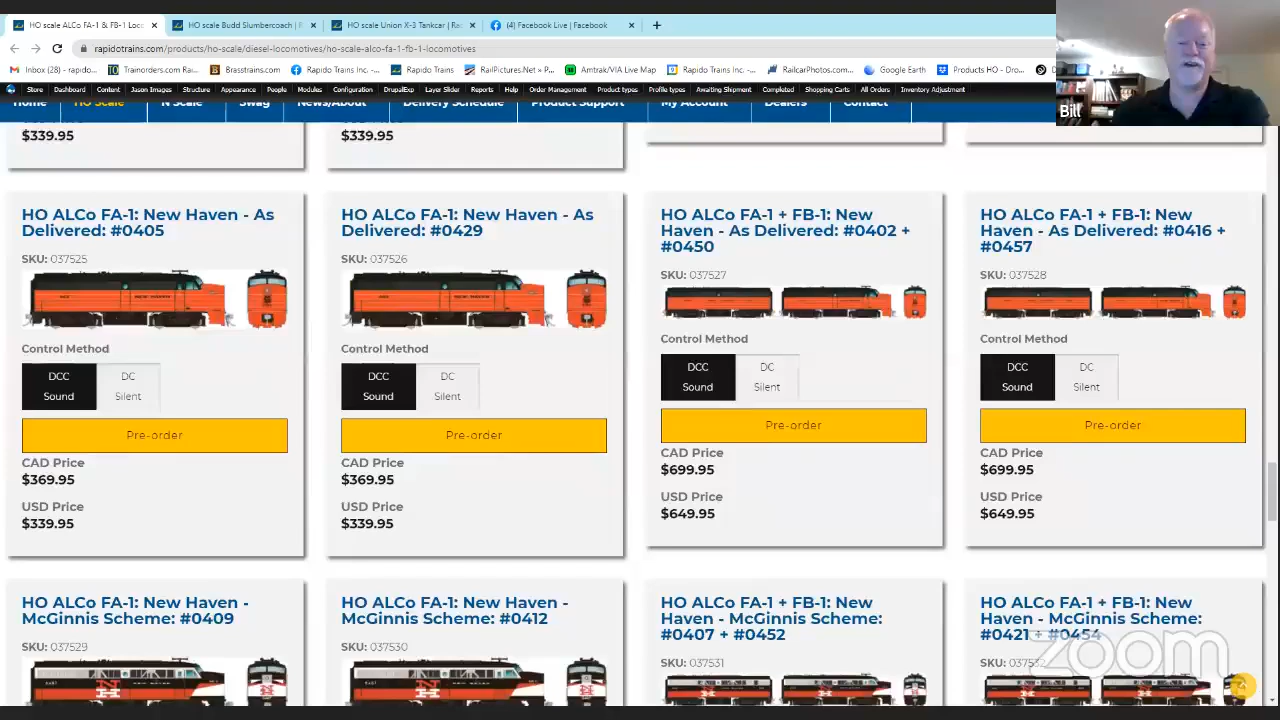 HO scale ALCo FA-1 & FB-1 Loc
HO scale Budd Slumbercoach | R
HO scale Union X-3 Tankcar | Ra
(4) Facebook Live | Facebook
rapidotrains.com/products/ho-scale/diesel-locomotives/ho-scale-alco-fa-1-fb-1-locomotives
Inbox (28) - rapido...
Trainorders.com Rai...
Brasstrains.com
Rapido Trains Inc. -...
Rapido Trains
RailPictures.Net » P...
Amtrak/VIA Live Map
Rapido Trains Inc. -...
RailcarPhotos.com...
Google Earth
Products HO - Dro...
Store
Dashboard
Content
Jason Images
Structure
Appearance
People
Modules
Configuration
DrupalExp
Layer Slider
Reports
Help
Order Management
Product types
Profile types
Awaiting Shipment
Completed
Shopping Carts
All Orders
Inventory Adjustment
Home
HO Scale
N Scale
Swag
News/About
Delivery Schedule
Product Support
My Account
Dealers
Contact
Bill
$339.95
$339.95
HO ALCo FA-1: New Haven - As
Delivered: #0405
SKU: 037525
Control Method
DCC
Sound
DC
Silent
Pre-order
CAD Price
$369.95
USD Price
$339.95
HO ALCo FA-1: New Haven - As
Delivered: #0429
SKU: 037526
Control Method
DCC
Sound
DC
Silent
Pre-order
CAD Price
$369.95
USD Price
$339.95
HO ALCo FA-1 + FB-1: New
Haven - As Delivered: #0402 +
#0450
SKU: 037527
Control Method
DCC
Sound
DC
Silent
Pre-order
CAD Price
$699.95
USD Price
$649.95
HO ALCo FA-1 + FB-1: New
Haven - As Delivered: #0416 +
#0457
SKU: 037528
Control Method
DCC
Sound
DC
Silent
Pre-order
CAD Price
$699.95
USD Price
$649.95
HO ALCo FA-1: New Haven -
McGinnis Scheme: #0409
SKU: 037529
HO ALCo FA-1: New Haven -
McGinnis Scheme: #0412
SKU: 037530
HO ALCo FA-1 + FB-1: New
Haven - McGinnis Scheme:
#0407 + #0452
SKU: 037531
HO ALCo FA-1 + FB-1: New
Haven - McGinnis Scheme:
#0421 + #0454
SKU:
zoom